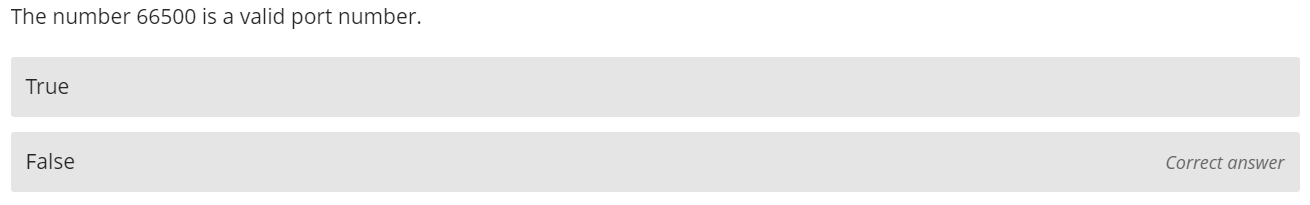 The number 66500 is a valid port number.
True
False Correct answer